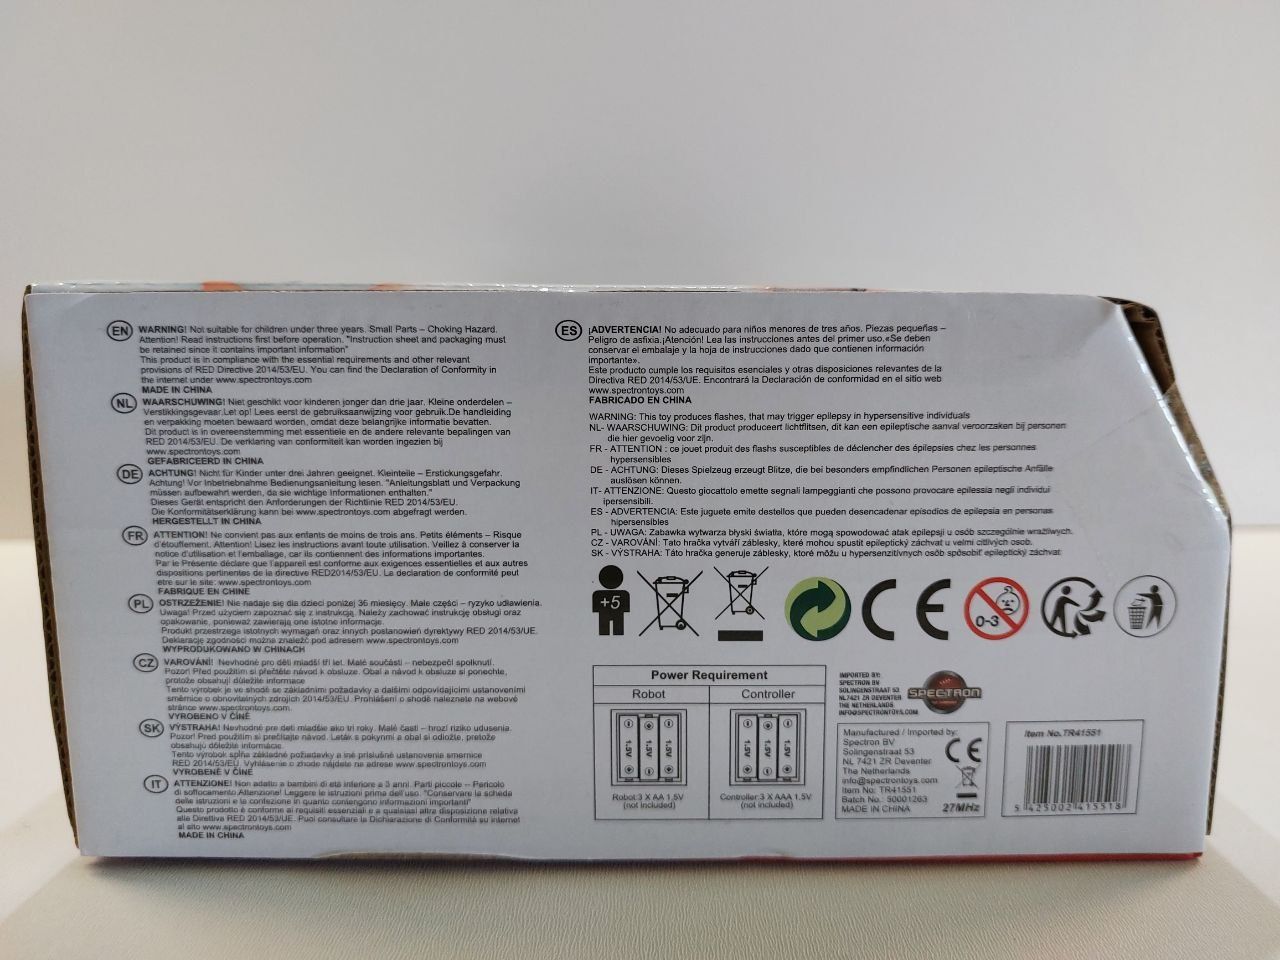 EN WARNING! Not suitable for children under three years. Small Parts – Choking Hazard.
Attention! Read instructions first before operation. "Instruction sheet and packaging must
be retained since it contains important information"
This product is in compliance with the essential requirements and other relevant
provisions of RED Directive 2014/53/EU. You can find the Declaration of Conformity in
the internet under www.spectrontoys.com
MADE IN CHINA
NL WAARSCHUWING! Niet geschikt voor kinderen jonger dan drie jaar. Kleine onderdelen –
Verstikkingsgevaar.Let op! Lees eerst de gebruiksaanwijzing voor gebruik.De handleiding
en verpakking moeten bewaard worden, omdat deze belangrijke informatie bevatten.
Dit product is in overeenstemming met essentiele en de andere relevante bepalingen van
RED 2014/53/EU. De verklaring van conformiteit kan worden ingezien bij
www.spectrontoys.com
GEFABRICEERD IN CHINA
DE ACHTUNG! Nicht für Kinder unter drei Jahren geeignet. Kleinteile – Erstickungsgefahr.
Achtung! Vor Inbetriebnahme Bedienungsanleitung lesen. "Anleitungsblatt und Verpackung
müssen aufbewahrt werden, da sie wichtige Informationen enthalten."
Dieses Gerät entspricht den Anforderungen der Richtlinie RED 2014/53/EU.
Die Konformitätserklärung kann bei www.spectrontoys.com abgefragt werden.
HERGESTELLT IN CHINA
FR ATTENTION! Ne convient pas aux enfants de moins de trois ans. Petits éléments – Risque
d'étouffement. Attention! Lisez les instructions avant toute utilisation. Veillez à conserver la
notice d'utilisation et l'emballage, car ils contiennent des informations importantes.
Par le Présente déclare que l'appareil est conforme aux exigences essentielles et aux autres
dispositions pertinentes de la directive RED2014/53/EU. La declaration de conformité peut
etre sur le site: www.spectrontoys.com
FABRIQUE EN CHINE
PL OSTRZEŻENIE! Nie nadaje się dla dzieci poniżej 36 miesięcy. Małe części – ryzyko udławienia.
Uwaga! Przed użyciem zapoznać się z instrukcją. Należy zachować instrukcję obsługi oraz
opakowanie, ponieważ zawierają one istotne informacje.
Produkt przestrzega istotnych wymagań oraz innych postanowień dyrektywy RED 2014/53/UE.
Deklarację zgodności można znaleźć pod adresem www.spectrontoys.com
WYPRODUKOWANO W CHINACH
CZ VAROVÁNÍ! Nevhodné pro děti mladší tří let. Malé součásti – nebezpečí spolknutí.
Pozor! Před použitím si přečtěte návod k obsluze. Obal a návod k obsluze si ponechte,
protože obsahují důležité informace
Tento výrobek je ve shodě se základními požadavky a dalšími odpovídajícími ustanoveními
směrnice o obnovitelných zdrojích 2014/53/EU. Prohlášení o shodě naleznete na webové
stránce www.spectrontoys.com.
VYROBENO V ČÍNĚ
SK VÝSTRAHA! Nevhodné pre deti mladšie ako tri roky. Malé časti – hrozí riziko udusenia.
Pozor! Pred použitím si prečítajte návod. Leták s pokynmi a obal si odložte, pretože
obsahujú dôležité informácie.
Tento výrobok spĺňa základné požiadavky a iné príslušné ustanovenia smernice
RED 2014/53/EU. Vyhlásenie o zhode nájdete na adrese www.spectrontoys.com
VYROBENÉ V ČÍNE
IT ATTENZIONE! Non adatto a bambini di età inferiore a 3 anni. Parti piccole – Pericolo
di soffocamento.Attenzione! Leggere le istruzioni prima dell'uso. "Conservare la scheda
delle istruzioni e la confezione in quanto contengono informazioni importanti"
Questo prodotto è conforme ai requisiti essenziali e a qualsiasi altre disposizione relativa
alle Direttiva RED 2014/53/EU. Puoi consultare la Dichiarazione di Conformità su internet
al sito www.spectrontoys.com
MADE IN CHINA
ES ¡ADVERTENCIA! No adecuado para niños menores de tres años. Piezas pequeñas –
Peligro de asfixia.¡Atención! Lea las instrucciones antes del primer uso.«Se deben
conservar el embalaje y la hoja de instrucciones dado que contienen información
importante».
Este producto cumple los requisitos esenciales y otras disposiciones relevantes de la
Directiva RED 2014/53/UE. Encontrará la Declaración de conformidad en el sitio web
www.spectrontoys.com
FABRICADO EN CHINA
WARNING: This toy produces flashes, that may trigger epilepsy in hypersensitive individuals
NL- WAARSCHUWING: Dit product produceert lichtflitsen, dit kan een epileptische aanval veroorzaken bij personen
die hier gevoelig voor zijn.
FR - ATTENTION : ce jouet produit des flashs susceptibles de déclencher des épilepsies chez les personnes
hypersensibles
DE - ACHTUNG: Dieses Spielzeug erzeugt Blitze, die bei besonders empfindlichen Personen epileptische Anfälle
auslösen können.
IT- ATTENZIONE: Questo giocattolo emette segnali lampeggianti che possono provocare epilessia negli individui
ipersensibili.
ES - ADVERTENCIA: Este juguete emite destellos que pueden desencadenar episodios de epilepsia en personas
hipersensibles
PL - UWAGA: Zabawka wytwarza błyski światła, które mogą spowodować atak epilepsji u osób szczególnie wrażliwych.
CZ - VAROVÁNÍ: Tato hračka vytváří záblesky, které mohou spustit epileptický záchvat u velmi citlivých osob.
SK - VÝSTRAHA: Táto hračka generuje záblesky, ktoré môžu u hypersenzitívnych osôb spôsobiť epileptický záchvat
+5
CE
0-3
Power Requirement
Robot Controller
1.5V 1.5V 1.5V 1.5V 1.5V 1.5V
Robot:3 X AA 1.5V
(not included)
Controller:3 X AAA 1.5V
(not included)
IMPORTED BY:
SPECTRON BV
SOLINGENSTRAAT 53
NL 7421 ZR DEVENTER
THE NETHERLANDS
INFO@SPECTRONTOYS.COM
SPECTRON
Manufactured / Imported by:
Spectron BV
Solingenstraat 53
NL 7421 ZR Deventer
The Netherlands
info@spectrontoys.com
Item No: TR41551
Batch No.: 50001263
MADE IN CHINA
CE
27MHz
Item No.TR41551
5 425002 415518